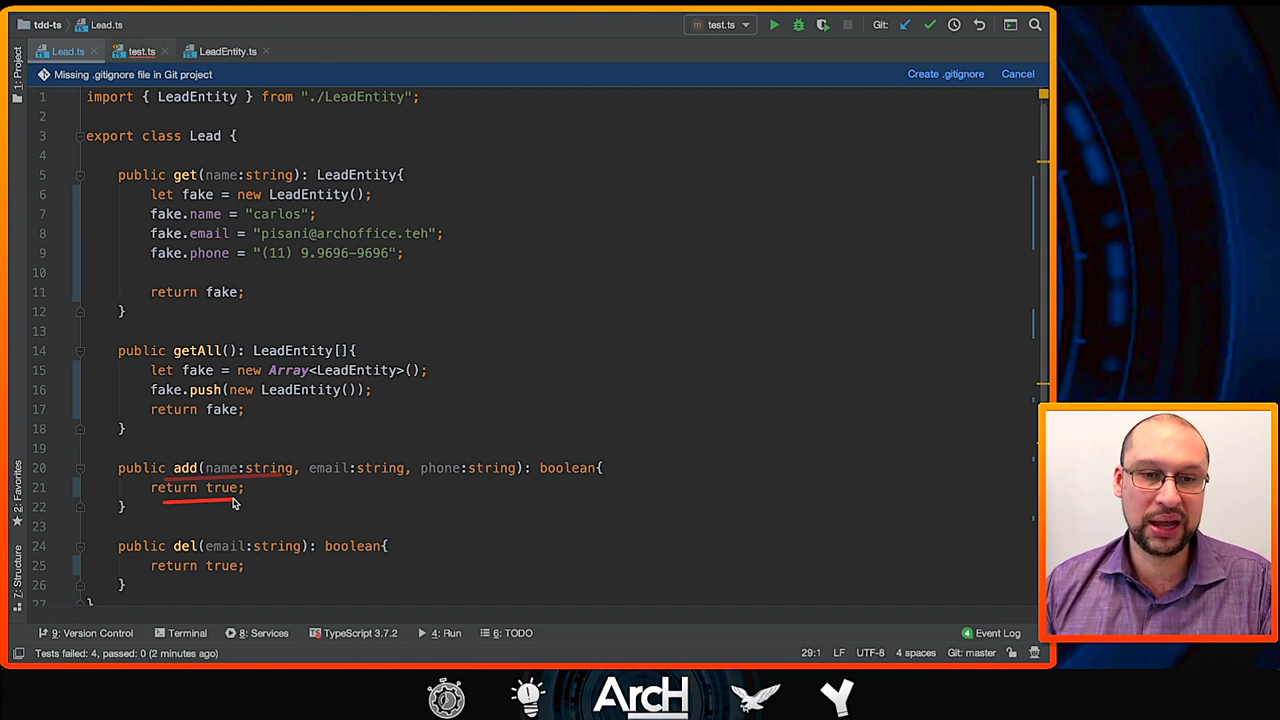 tdd-ts Lead.ts test.ts Git:
Lead.ts test.ts LeadEntity.ts
Missing .gitignore file in Git project Create .gitignore Cancel
1: Project
1 import { LeadEntity } from "./LeadEntity";
2
3 export class Lead {
4
5 public get(name:string): LeadEntity{
6 let fake = new LeadEntity();
7 fake.name = "carlos";
8 fake.email = "pisani@archoffice.teh";
9 fake.phone = "(11) 9.9696-9696";
10
11 return fake;
12 }
13
14 public getAll(): LeadEntity[]{
15 let fake = new Array<LeadEntity>();
16 fake.push(new LeadEntity());
17 return fake;
18 }
19
20 public add(name:string, email:string, phone:string): boolean{
21 return true;
22 }
23
24 public del(email:string): boolean{
25 return true;
26 }
27 }
2: Favorites
7: Structure
9: Version Control Terminal 8: Services TypeScript 3.7.2 4: Run 6: TODO 4 Event Log
Tests failed: 4, passed: 0 (2 minutes ago) 29:1 LF UTF-8 4 spaces Git: master
ArcH